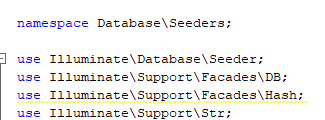 namespace Database\Seeders;
use Illuminate\Database\Seeder;
use Illuminate\Support\Facades\DB;
use Illuminate\Support\Facades\Hash;
use Illuminate\Support\Str;